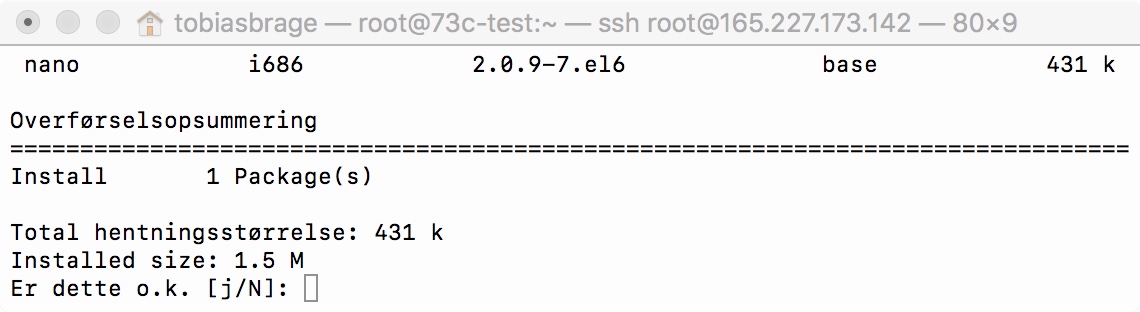 tobiasbrage — root@73c-test:~ — ssh root@165.227.173.142 — 80×9
nano i686 2.0.9-7.el6 base 431 k
Overførselsopsummering
================================================================================
Install 1 Package(s)
Total hentningsstørrelse: 431 k
Installed size: 1.5 M
Er dette o.k. [j/N]: